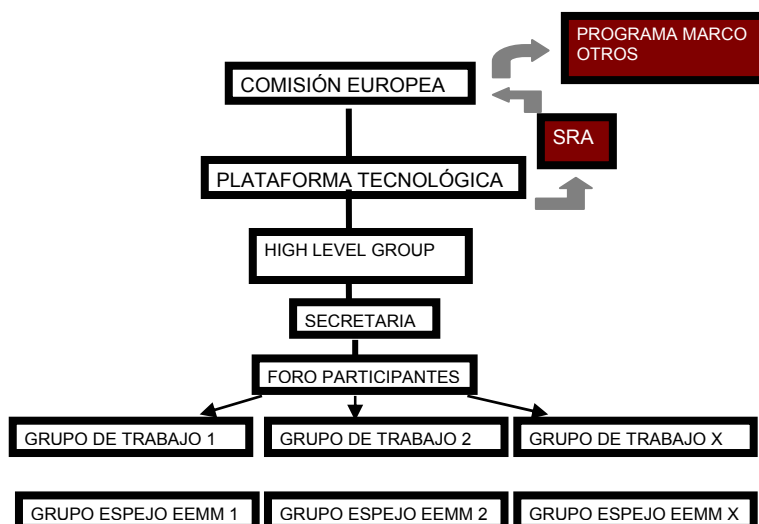 PROGRAMA MARCO
OTROS
COMISIÓN EUROPEA
SRA
PLATAFORMA TECNOLÓGICA
HIGH LEVEL GROUP
SECRETARIA
FORO PARTICIPANTES
GRUPO DE TRABAJO 1
GRUPO DE TRABAJO 2
GRUPO DE TRABAJO X
GRUPO ESPEJO EEMM 1
GRUPO ESPEJO EEMM 2
GRUPO ESPEJO EEMM X